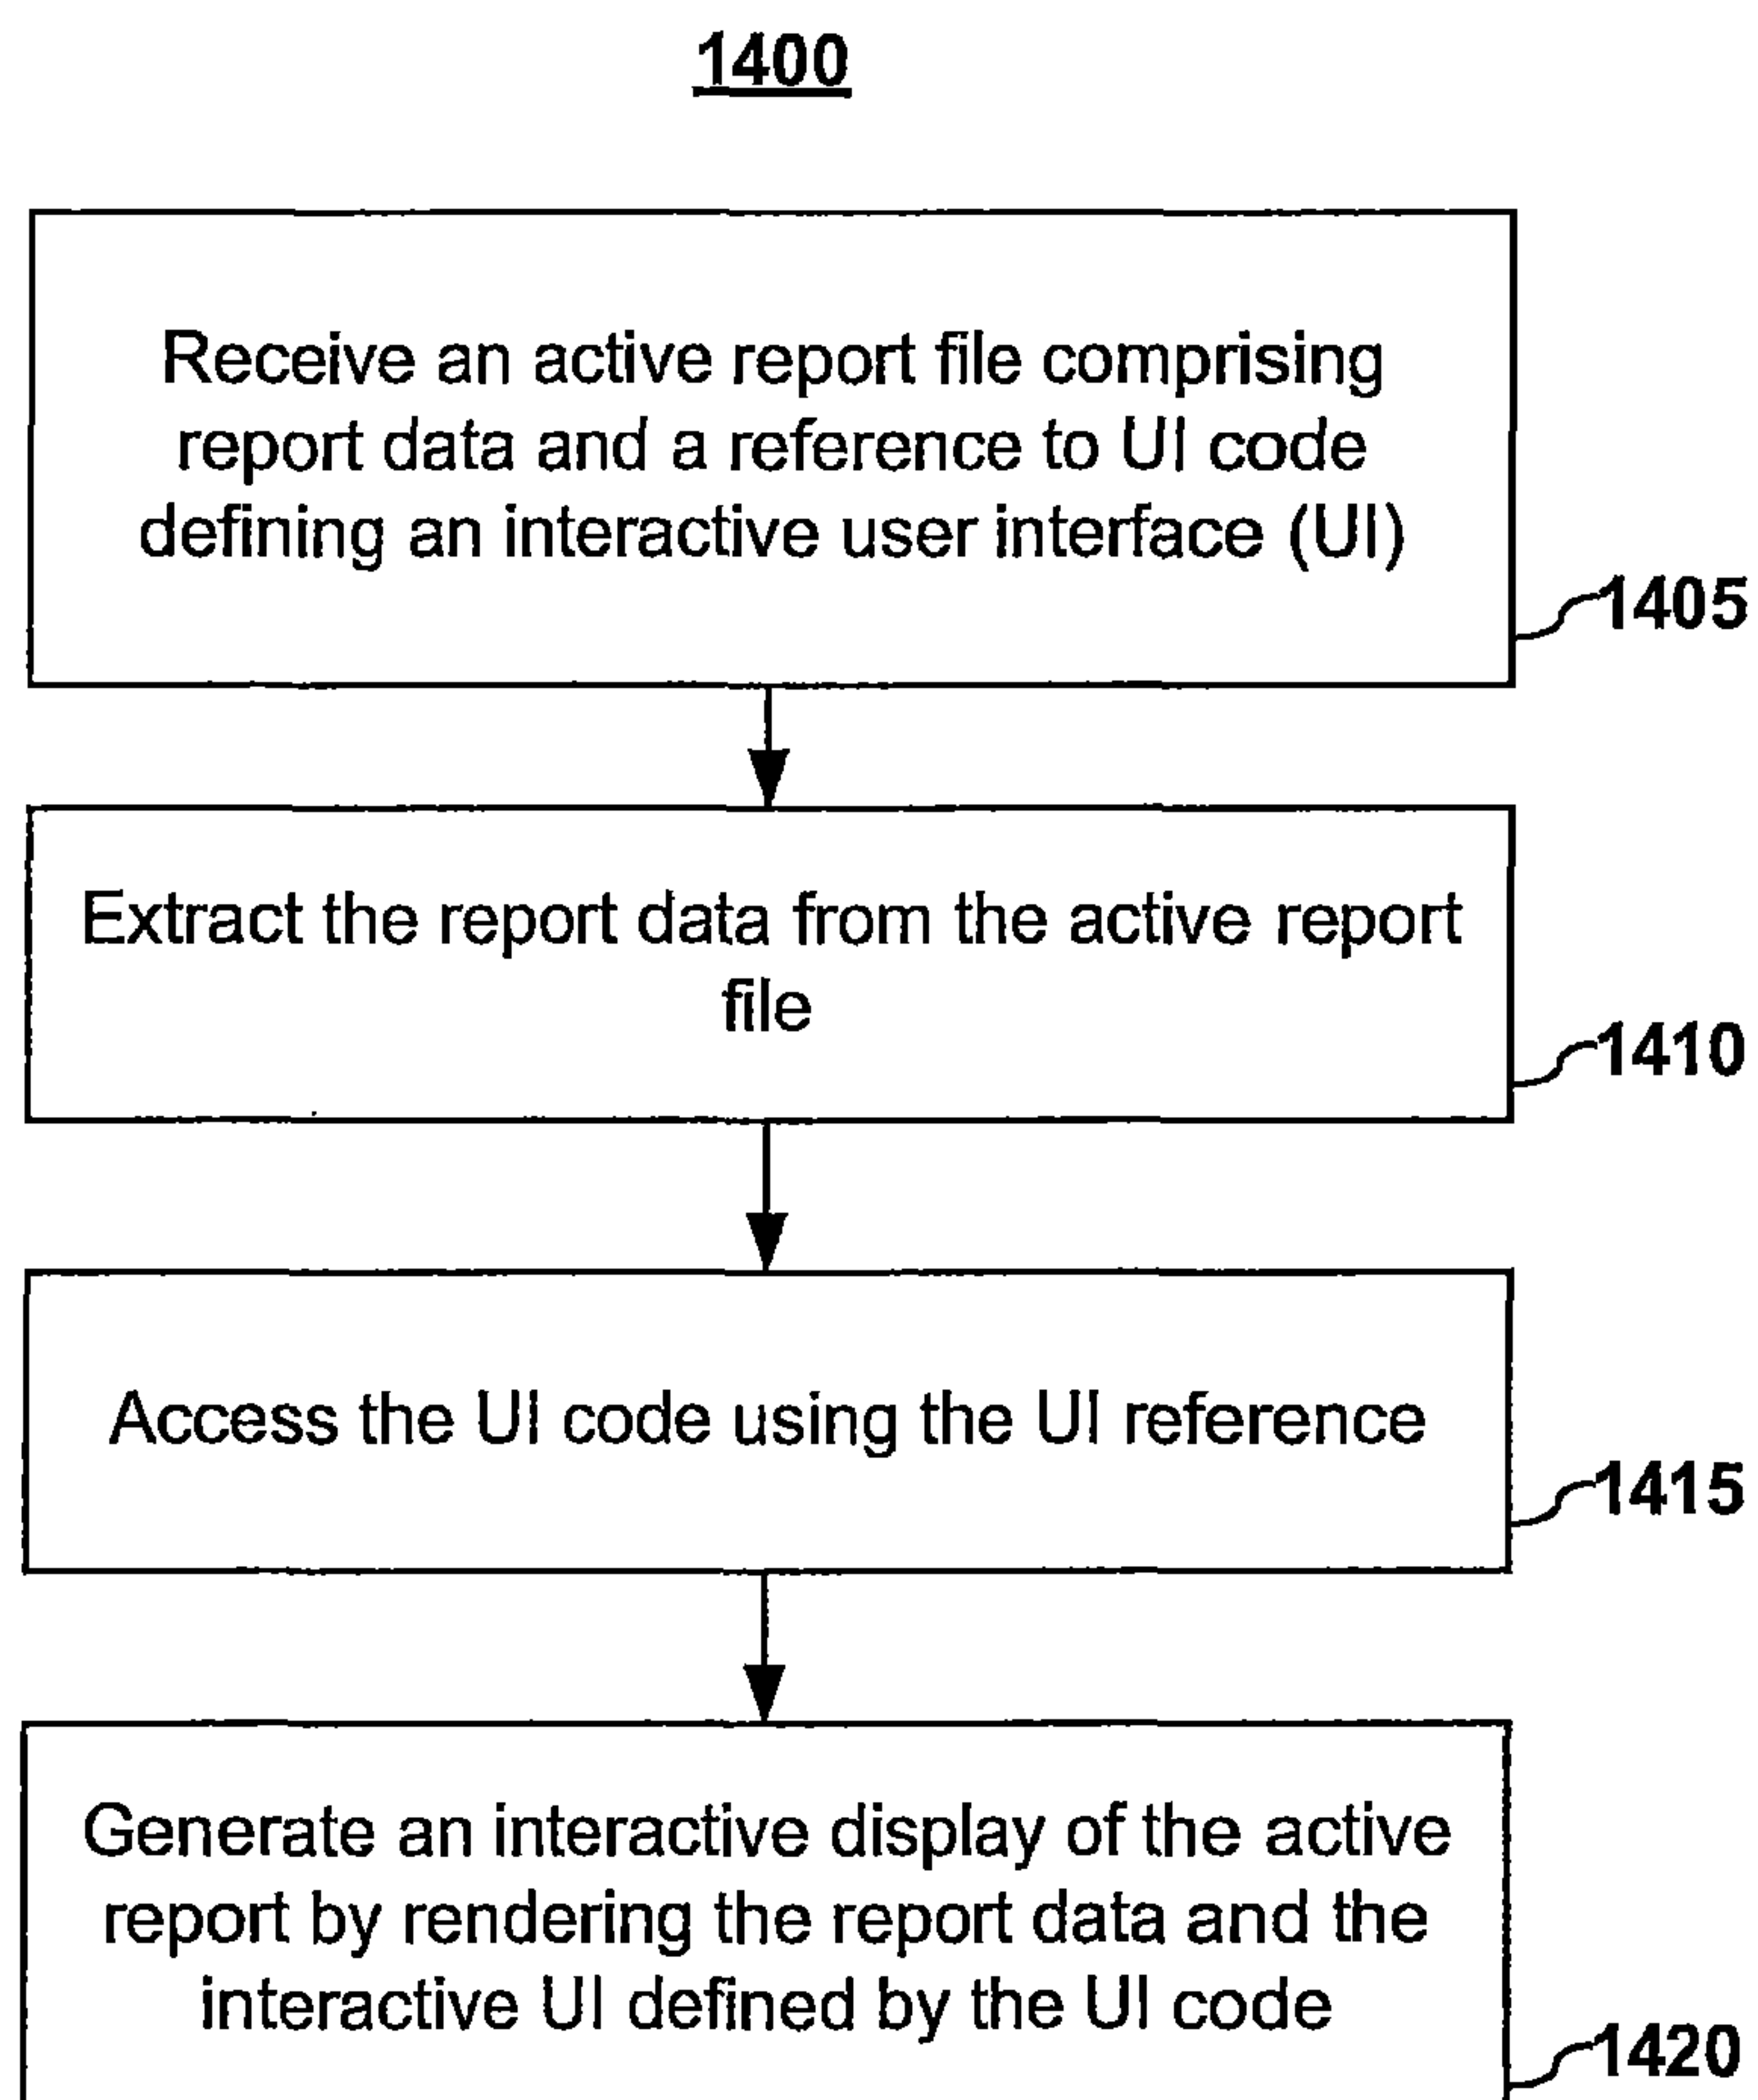 1400
Receive an active report file comprising
report data and a reference to UI code
defining an interactive user interface (UI)
1405
Extract the report data from the active report
file
1410
Access the UI code using the UI reference
1415
Generate an interactive display of the active
report by rendering the report data and the
interactive UI defined by the UI code
1420